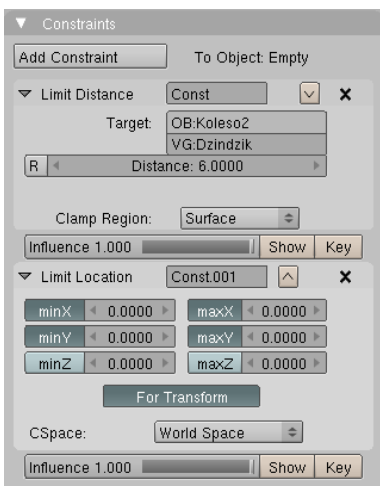 Constraints
Add Constraint To Object: Empty
Limit Distance Const
Target: OB:Koleso2
VG:Dzindzik
R Distance: 6.0000
Clamp Region: Surface
Influence 1.000 Show Key
Limit Location Const.001
minX 0.0000 maxX 0.0000
minY 0.0000 maxY 0.0000
minZ 0.0000 maxZ 0.0000
For Transform
CSpace: World Space
Influence 1.000 Show Key